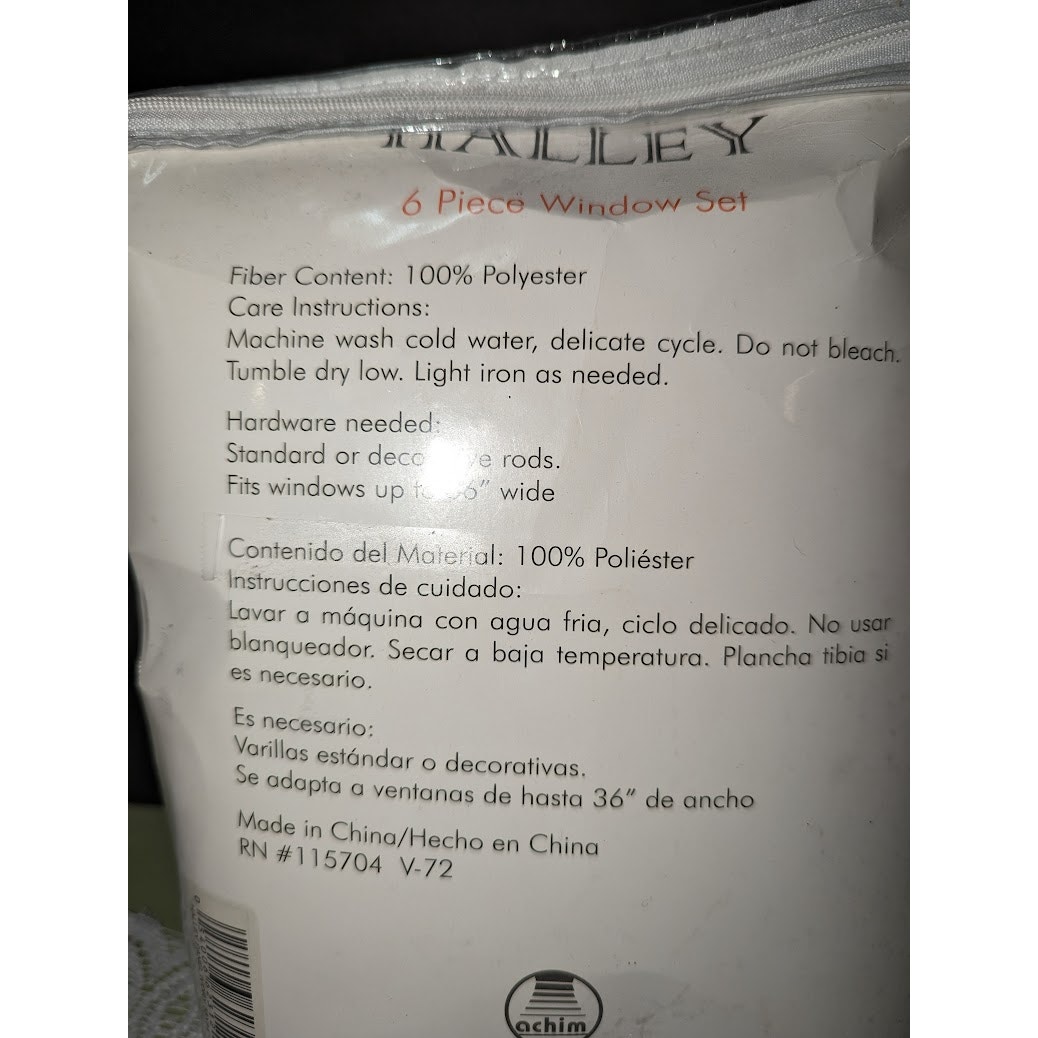 HALLEY
6 Piece Window Set
Fiber Content: 100% Polyester
Care Instructions:
Machine wash cold water, delicate cycle. Do not bleach.
Tumble dry low. Light iron as needed.
Hardware needed:
Standard or rods.
Fits windows up wide
Contenido del Material: 100% Poliéster
Instrucciones de cuidado:
Lavar a máquina con agua fria, ciclo delicado. No usar
blanqueador. Secar a baja temperatura. Plancha tibia si
es necesario.
Es necesario:
Varillas estándar o decorativas.
Se adapta a ventanas de hasta 36" de ancho
Made in China/Hecho en China
RN #115704 V-72
achim